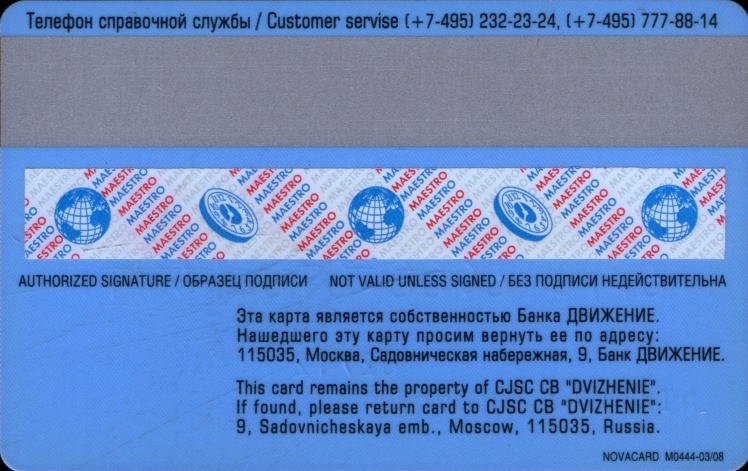 Телефон справочной службы / Customer servise (+7-495) 232-23-24, (+7-495) 777-88-14
MAESTRO MAESTRO MAESTRO MAESTRO MAESTRO
AUTHORIZED SIGNATURE / ОБРАЗЕЦ ПОДПИСИ NOT VALID UNLESS SIGNED / БЕЗ ПОДПИСИ НЕДЕЙСТВИТЕЛЬНА
Эта карта является собственностью Банка ДВИЖЕНИЕ.
Нашедшего эту карту просим вернуть ее по адресу:
115035, Москва, Садовническая набережная, 9, Банк ДВИЖЕНИЕ.
This card remains the property of CJSC CB "DVIZHENIE".
If found, please return card to CJSC CB "DVIZHENIE":
9, Sadovnicheskaya emb., Moscow, 115035, Russia.
NOVACARD M0444-03/08